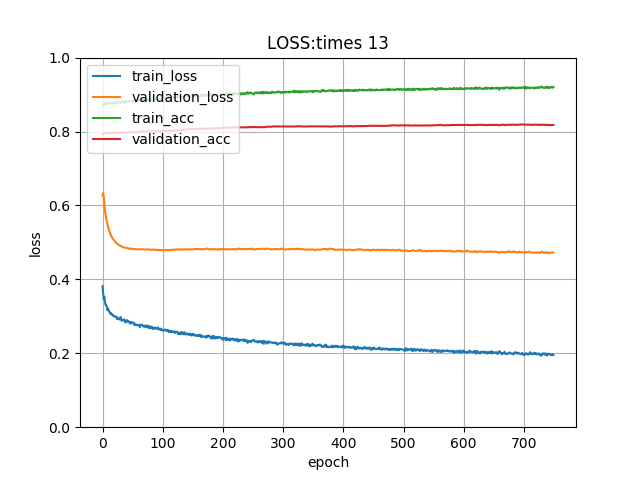 LOSS:times 13
1.0
0.8
0.6
0.4
0.2
0.0
loss
train_loss
validation_loss
train_acc
validation_acc
0 100 200 300 400 500 600 700
epoch